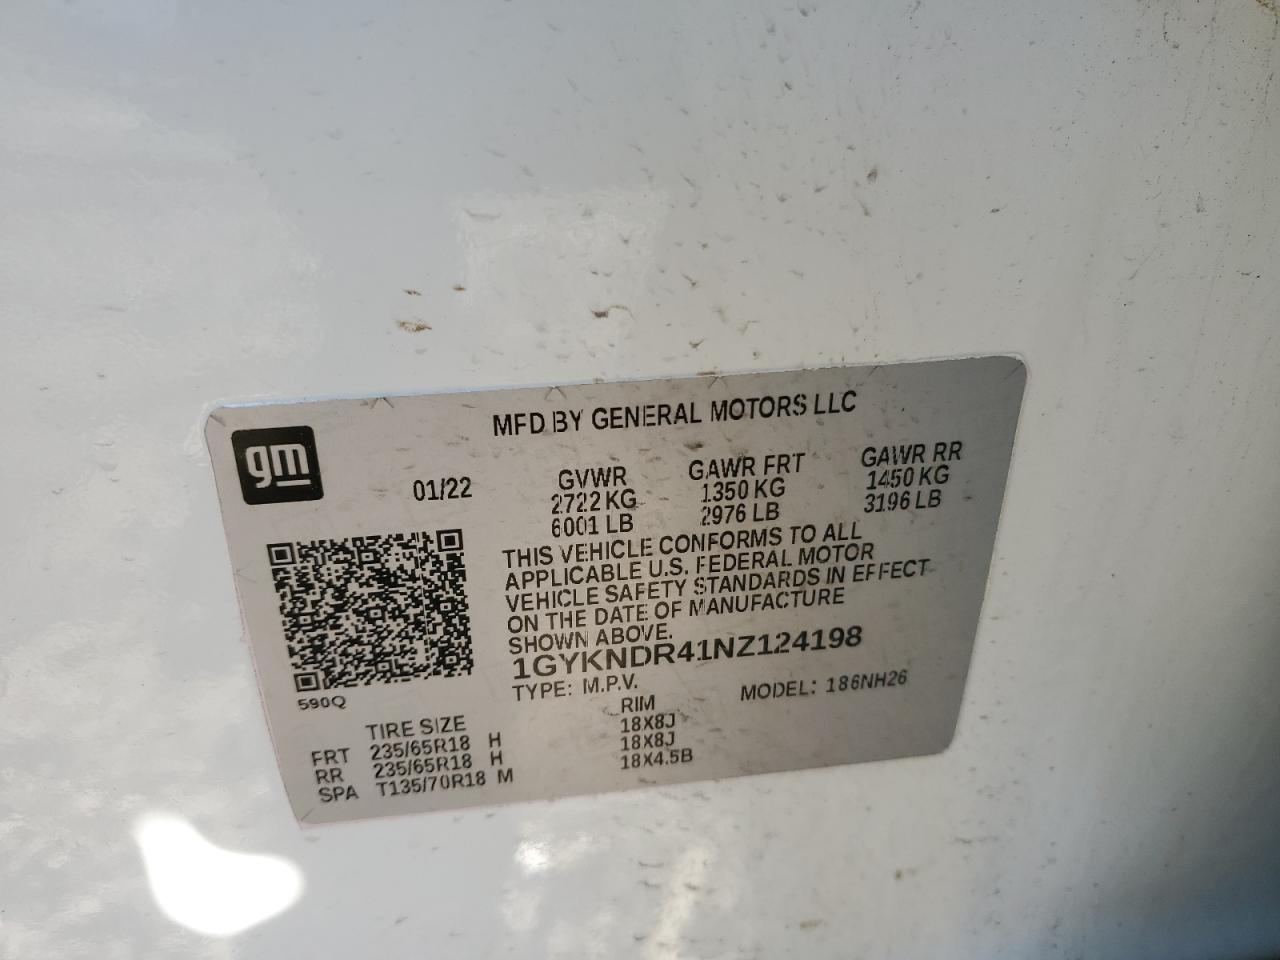 MFD BY GENERAL MOTORS LLC
gm
01/22
GVWR GAWR FRT GAWR RR
2722 KG 1350 KG 1450 KG
6001 LB 2976 LB 3196 LB
THIS VEHICLE CONFORMS TO ALL
APPLICABLE U.S. FEDERAL MOTOR
VEHICLE SAFETY STANDARDS IN EFFECT
ON THE DATE OF MANUFACTURE
SHOWN ABOVE.
1GYKNDR41NZ124198
TYPE: M.P.V. MODEL: 186NH26
590Q
TIRE SIZE RIM
FRT 235/65R18 H 18X8J
RR 235/65R18 H 18X8J
SPA T135/70R18 M 18X4.5B